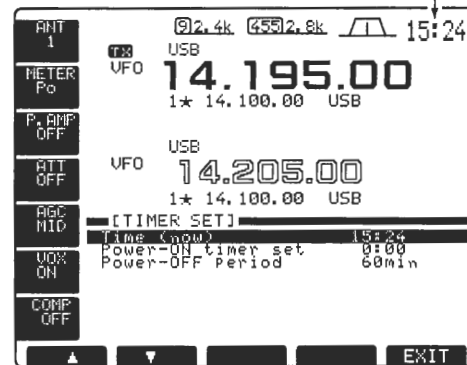 ANT
1
9 2.4k 455 2.8k 15:24
TX USB
VFO 14.195.00
1★ 14.100.00 USB
METER
Po
P.AMP
OFF
USB
VFO 14.205.00
1★ 14.100.00 USB
ATT
OFF
AGC
MID
VOX
ON
COMP
OFF
[TIMER SET]
Time (now) 15:24
Power-ON timer set 0:00
Power-OFF Period 60min
▲ ▼ EXIT